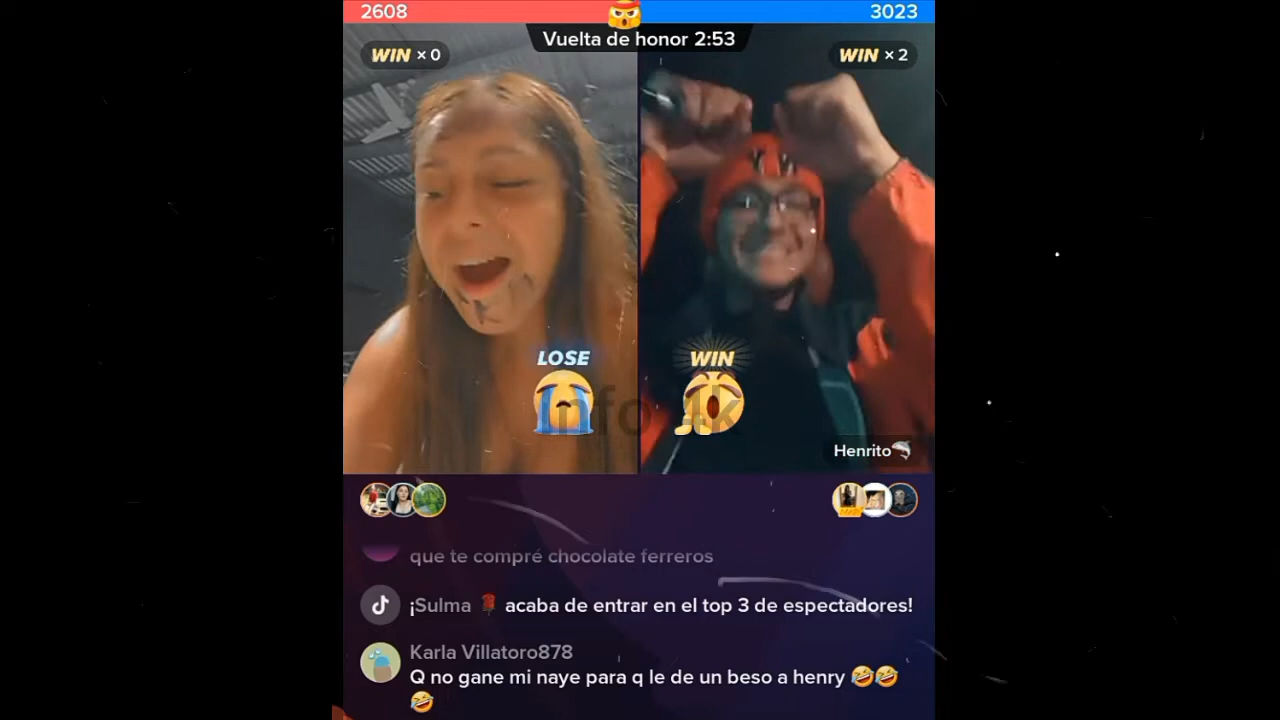 2608
3023
Vuelta de honor 2:53
WIN × 0
WIN × 2
LOSE
WIN
info 4k
Henrito
que te compré chocolate ferreros
¡Sulma 🌹 acaba de entrar en el top 3 de espectadores!
Karla Villatoro878
Q no gane mi naye para q le de un beso a henry 🤣🤣
🤣